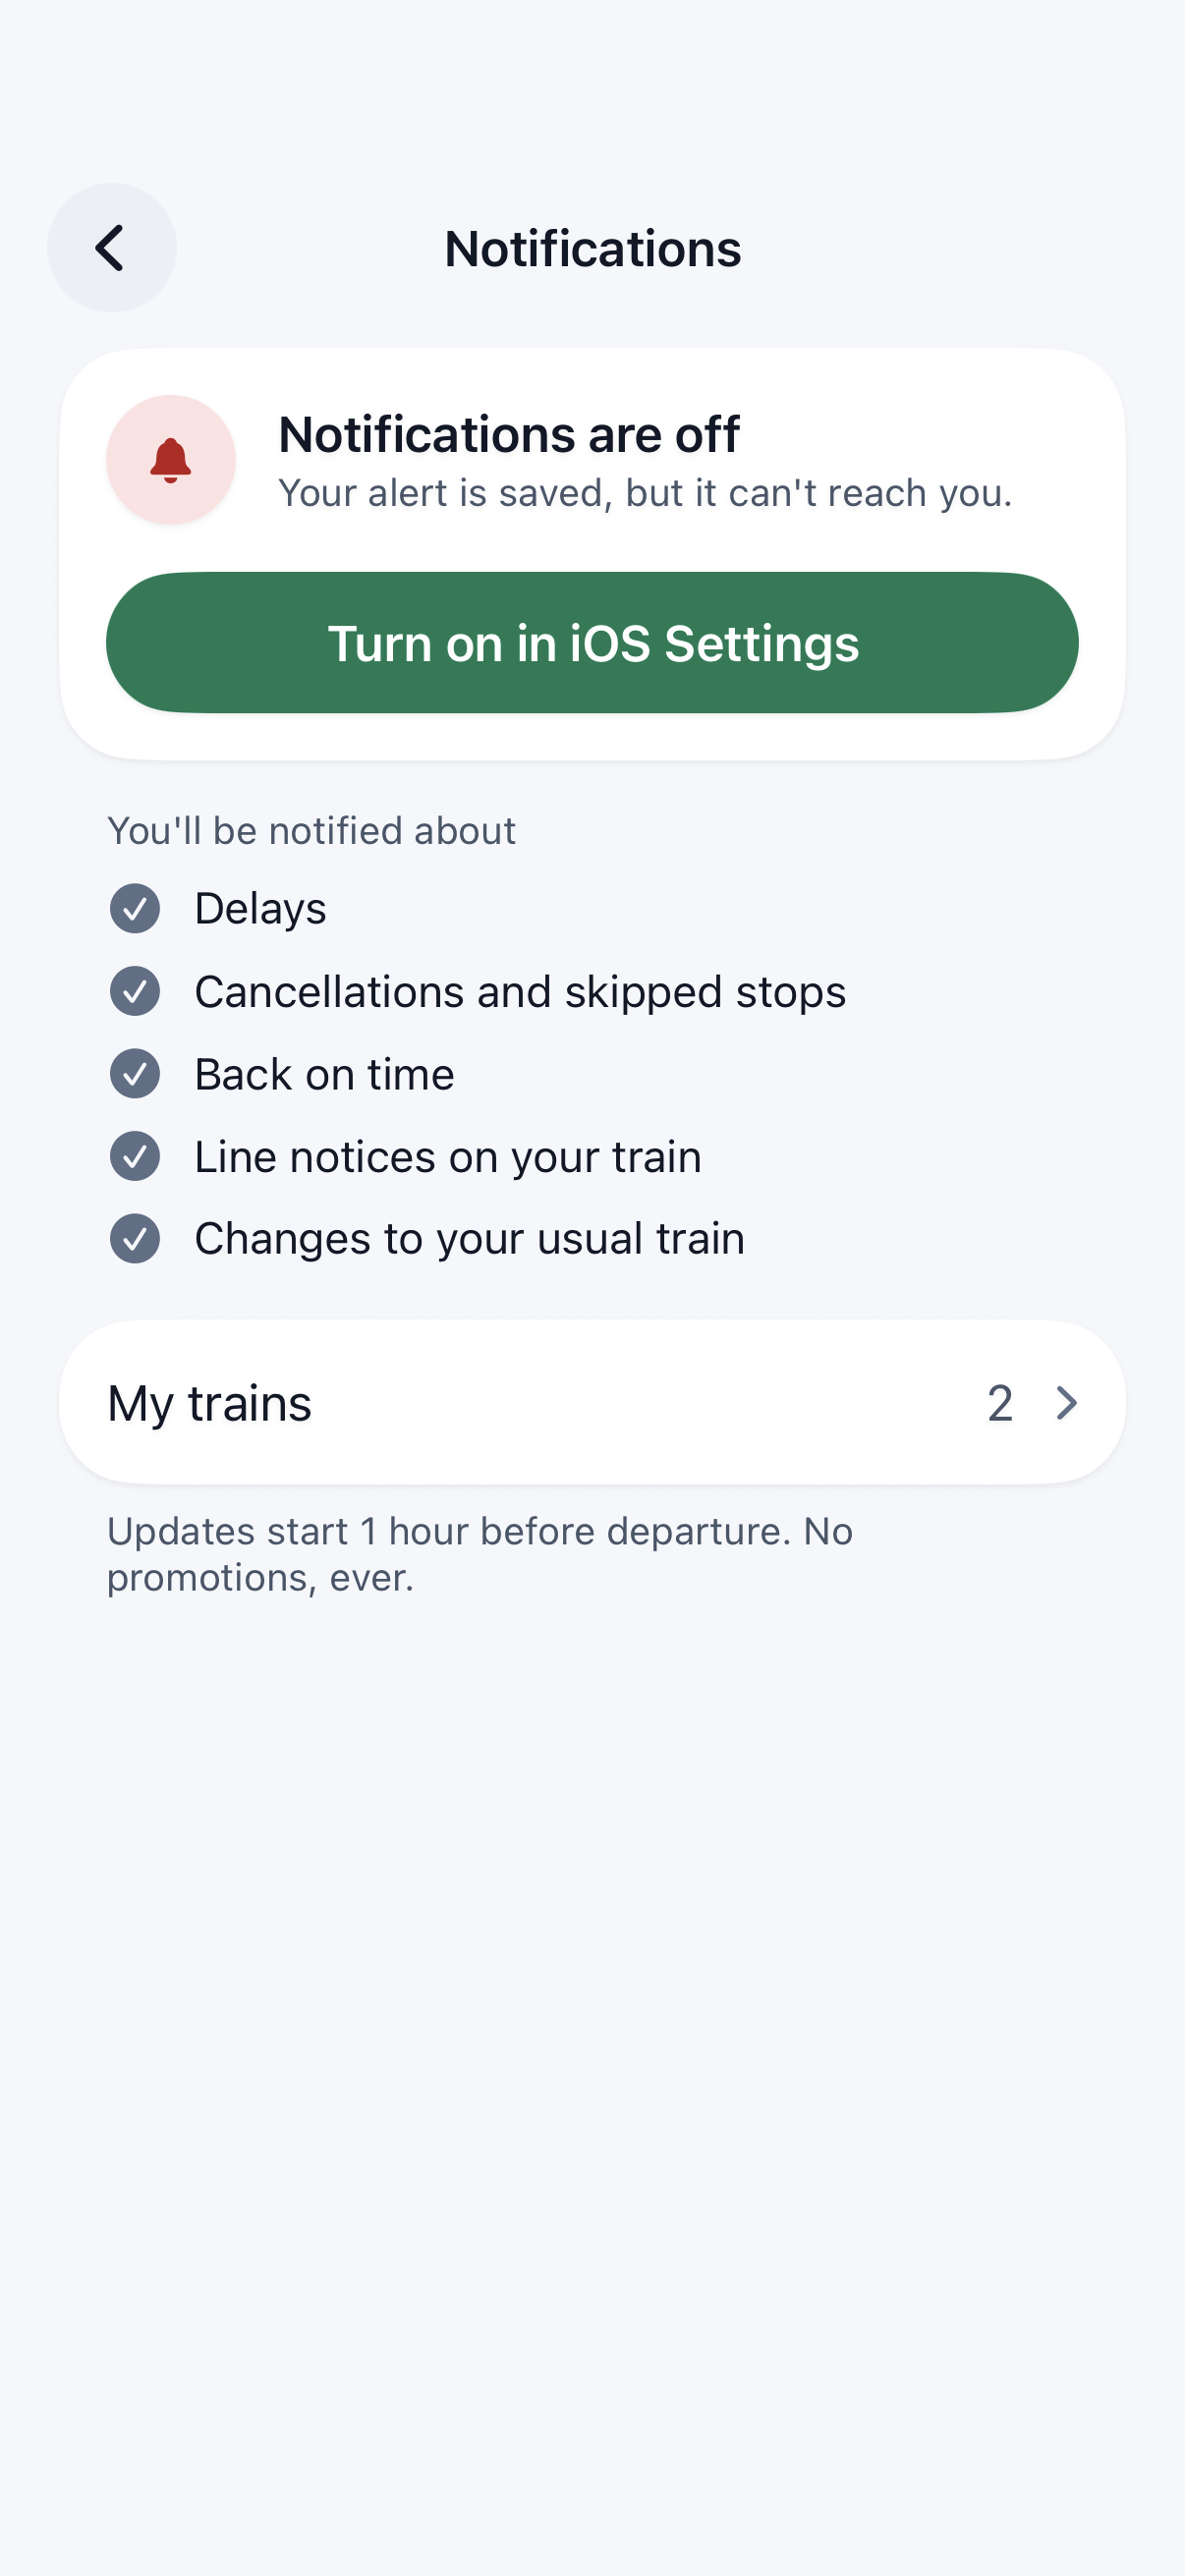 Notifications
Notifications are off
Your alert is saved, but it can't reach you.
Turn on in iOS Settings
You'll be notified about
Delays
Cancellations and skipped stops
Back on time
Line notices on your train
Changes to your usual train
My trains 2
Updates start 1 hour before departure. No
promotions, ever.